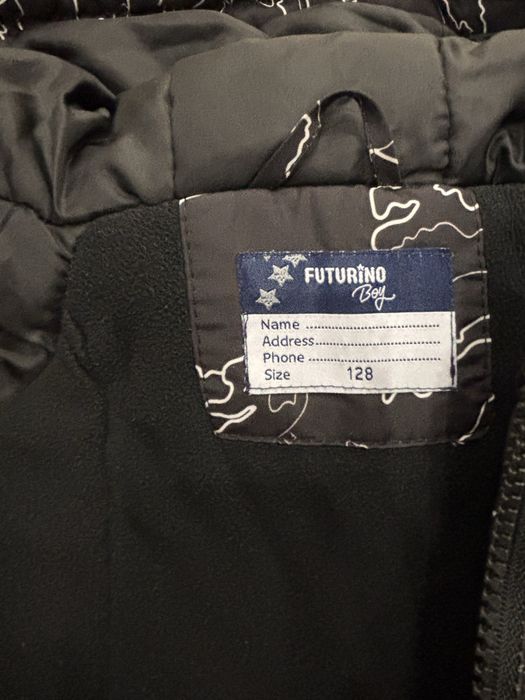 FUTURINO
Boy
Name ................................
Address..............................
Phone ................................
Size 128